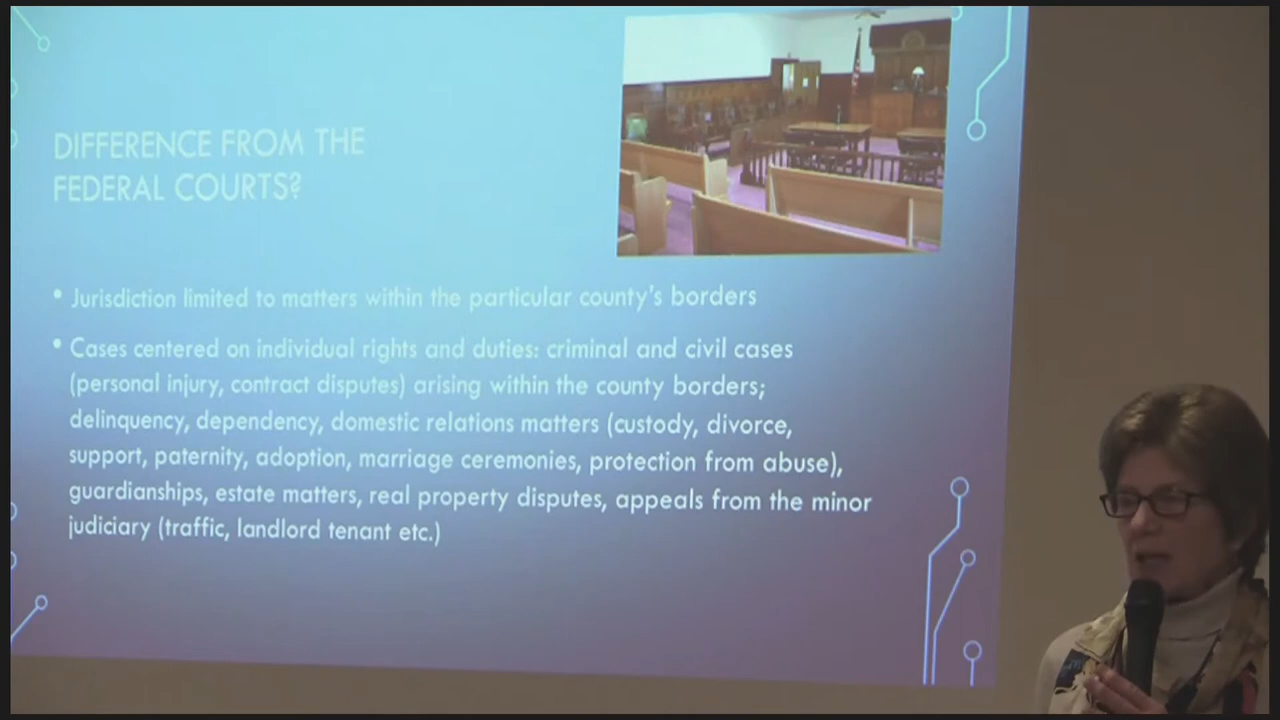 DIFFERENCE FROM THE
FEDERAL COURTS?
• Jurisdiction limited to matters within the particular county's borders
• Cases centered on individual rights and duties: criminal and civil cases
(personal injury, contract disputes) arising within the county borders;
delinquency, dependency, domestic relations matters (custody, divorce,
support, paternity, adoption, marriage ceremonies, protection from abuse),
guardianships, estate matters, real property disputes, appeals from the minor
judiciary (traffic, landlord tenant etc.)